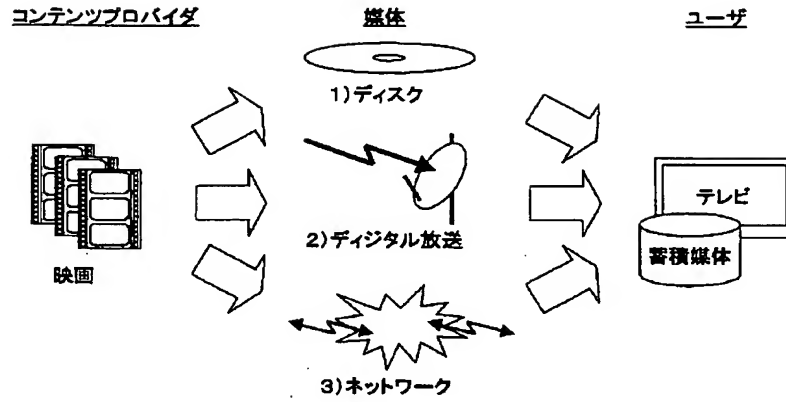 コンテンツプロバイダ
媒体
ユーザ
1)ディスク
2)ディジタル放送
3)ネットワーク
映画
テレビ
蓄積媒体